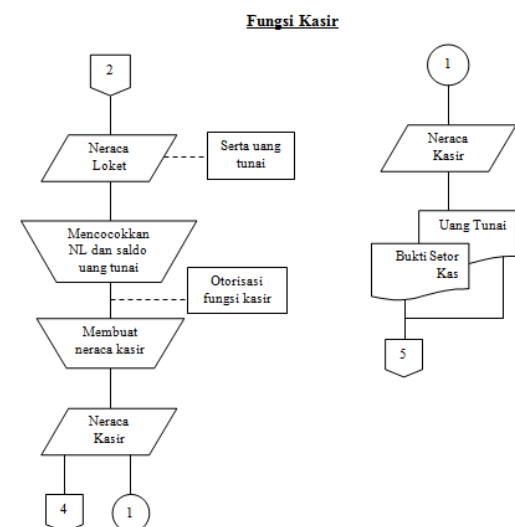 Fungsi Kasir
2
Neraca
Loket
Serta uang
tunai
Mencocokkan
NL dan saldo
uang tunai
Otorisasi
fungsi kasir
Membuat
neraca kasir
Neraca
Kasir
4
1
1
Neraca
Kasir
Uang Tunai
Bukti Setor
Kas
5